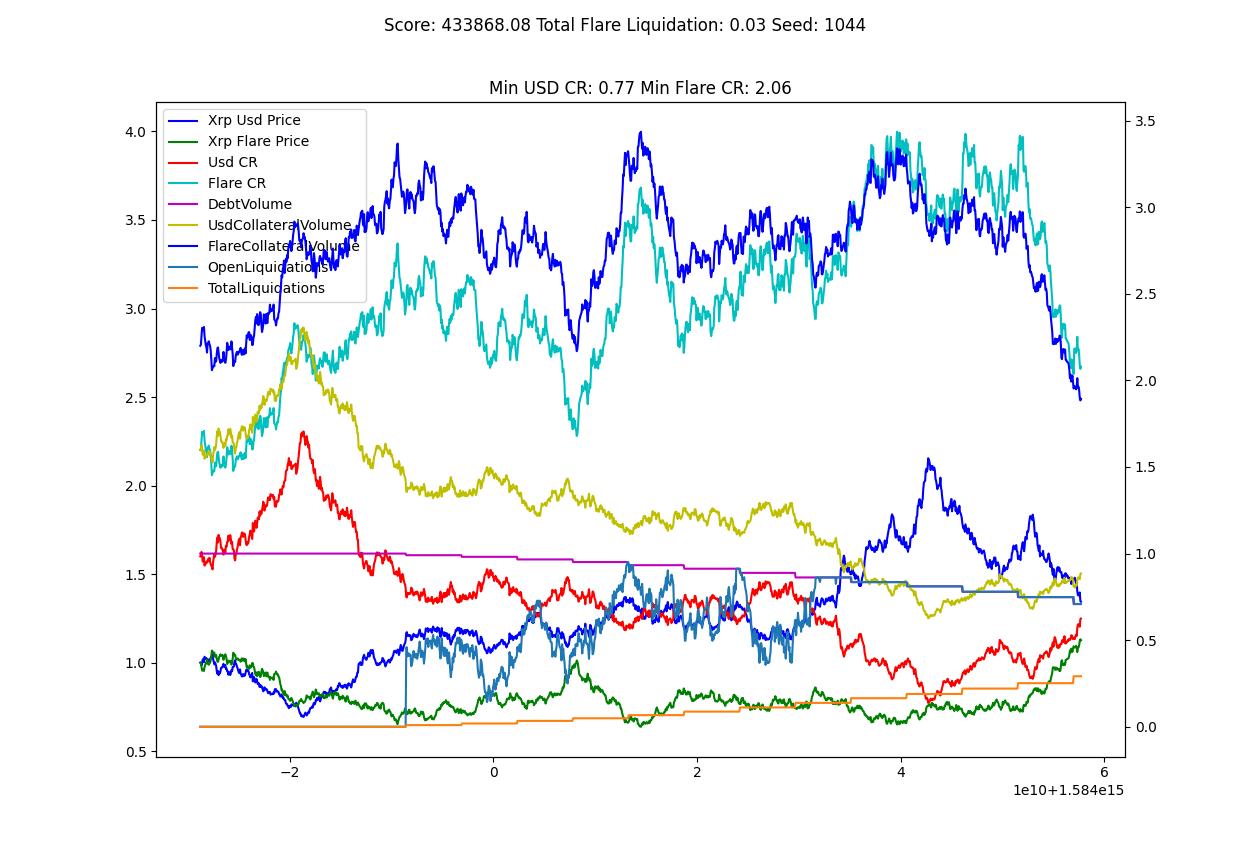 Score: 433868.08 Total Flare Liquidation: 0.03 Seed: 1044
Min USD CR: 0.77 Min Flare CR: 2.06
Xrp Usd Price
Xrp Flare Price
Usd CR
Flare CR
DebtVolume
UsdCollateralVolume
FlareCollateralVolume
OpenLiquidations
TotalLiquidations
4.0
3.5
3.0
2.5
2.0
1.5
1.0
0.5
3.5
3.0
2.5
2.0
1.5
1.0
0.5
0.0
−2 0 2 4 6
1e10+1.584e15